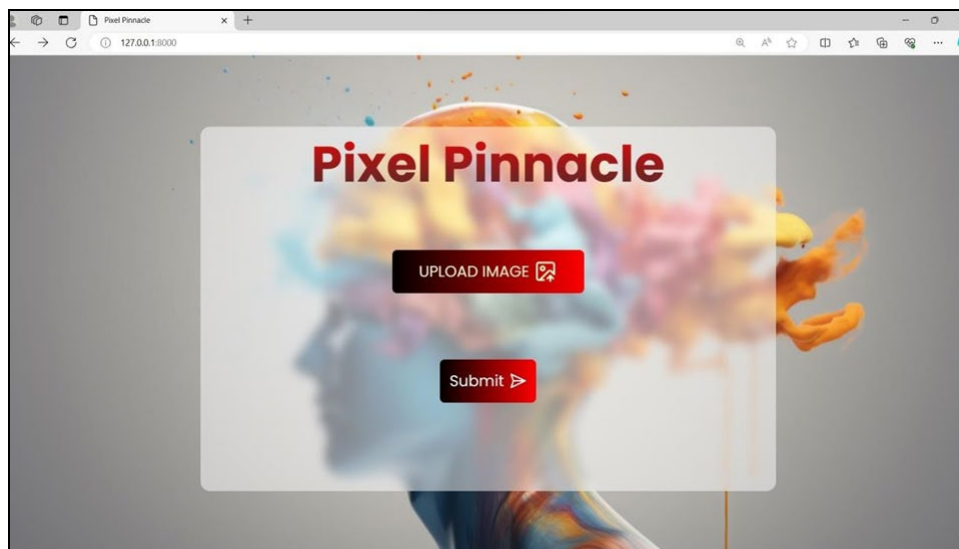 Pixel Pinnacle
127.0.0.1:8000
Pixel Pinnacle
UPLOAD IMAGE
Submit